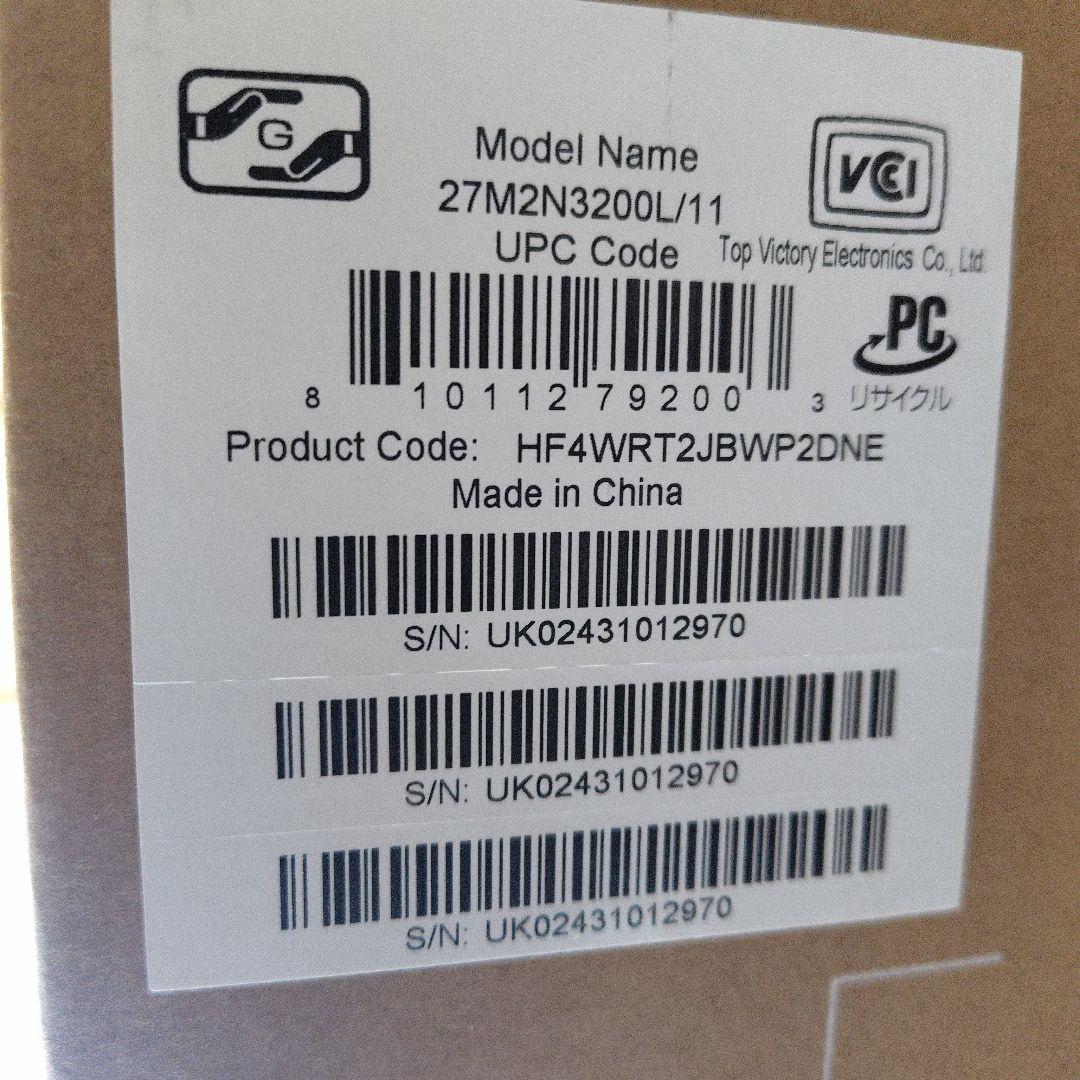 G
Model Name
27M2N3200L/11
VCCI
UPC Code
Top Victory Electronics Co., Ltd.
8 10112 79200 3
PC
リサイクル
Product Code: HF4WRT2JBWP2DNE
Made in China
S/N: UK02431012970
S/N: UK02431012970
S/N: UK02431012970